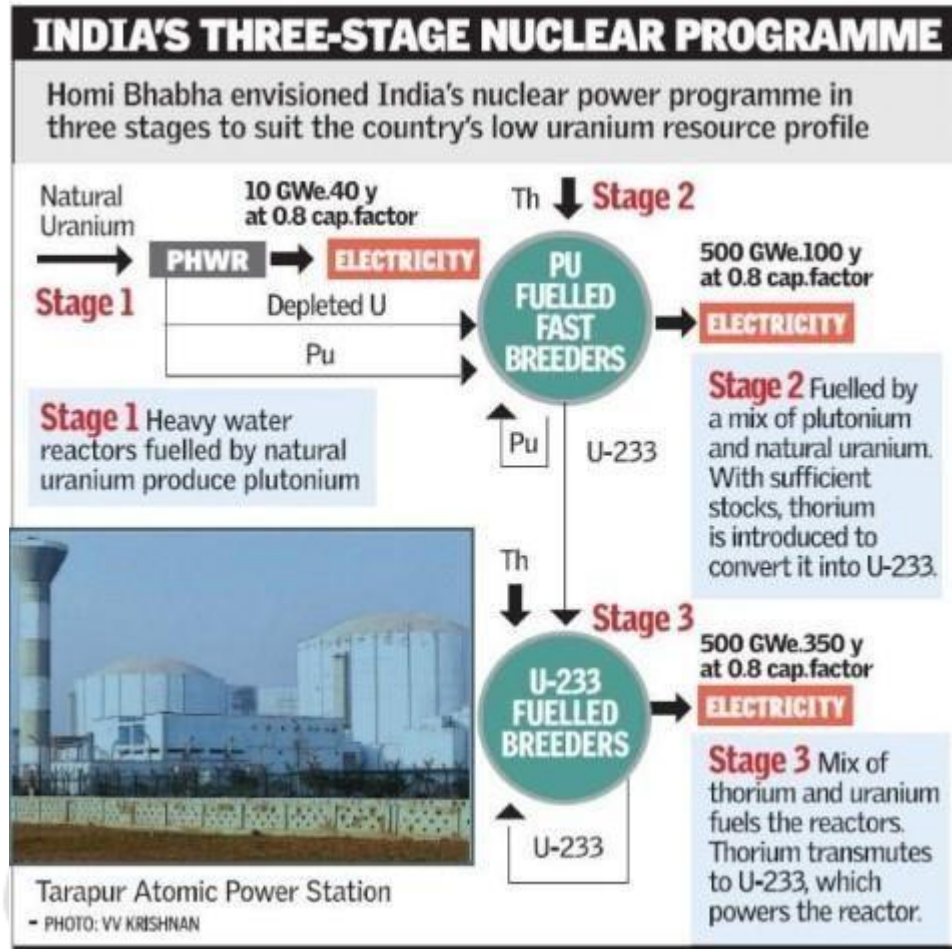 INDIA'S THREE-STAGE NUCLEAR PROGRAMME
Homi Bhabha envisioned India's nuclear power programme in
three stages to suit the country's low uranium resource profile
Natural
Uranium
Stage 1
PHWR
10 GWe.40 y
at 0.8 cap.factor
ELECTRICITY
Depleted U
Pu
Th
Stage 2
PU
FUELLED
FAST
BREEDERS
500 GWe.100 y
at 0.8 cap.factor
ELECTRICITY
Stage 1 Heavy water
reactors fuelled by natural
uranium produce plutonium
Pu
U-233
Stage 2 Fuelled by
a mix of plutonium
and natural uranium.
With sufficient
stocks, thorium
is introduced to
convert it into U-233.
Th
Stage 3
U-233
FUELLED
BREEDERS
500 GWe.350 y
at 0.8 cap.factor
ELECTRICITY
U-233
Stage 3 Mix of
thorium and uranium
fuels the reactors.
Thorium transmutes
to U-233, which
powers the reactor.
Tarapur Atomic Power Station
- PHOTO: VV KRISHNAN